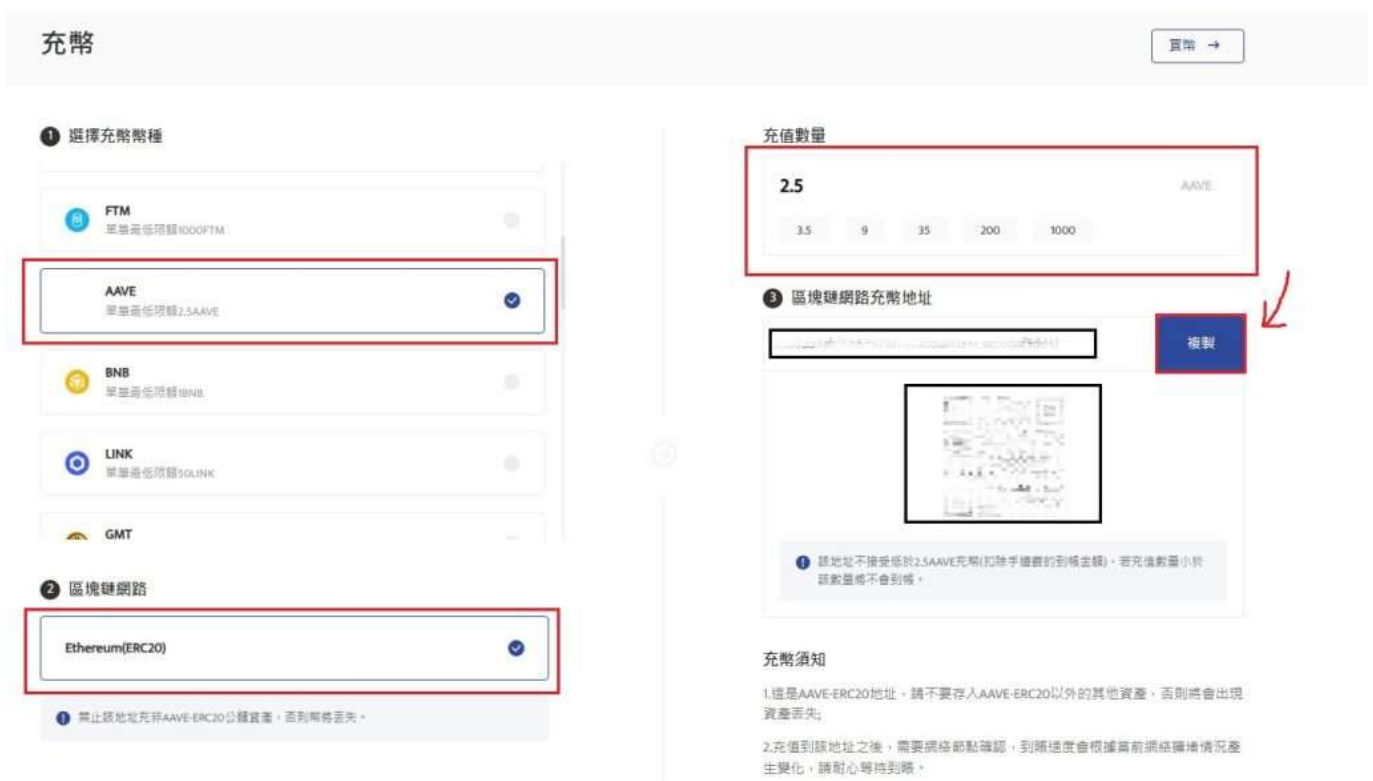 充幣
買幣 →
1 選擇充幣幣種
FTM
單筆最低限額1000FTM
AAVE
單筆最低限額2.5AAVE
BNB
單筆最低限額1BNB
LINK
單筆最低限額50LINK
GMT
2 區塊鏈網路
Ethereum(ERC20)
禁止該地址充非AAVE-ERC20公鏈資產，否則幣將丟失。
充值數量
2.5 AAVE
3.5 9 35 200 1000
3 區塊鏈網路充幣地址
複製
該地址不接受低於2.5AAVE充幣(扣除手續費的到帳金額)，若充值數量小於
該數量將不會到帳。
充幣須知
1.這是AAVE-ERC20地址，請不要存入AAVE-ERC20以外的其他資產，否則將會出現
資產丟失;
2.充值到該地址之後，需要網絡節點確認，到賬速度會根據當前網絡擁堵情況產
生變化，請耐心等待到賬。